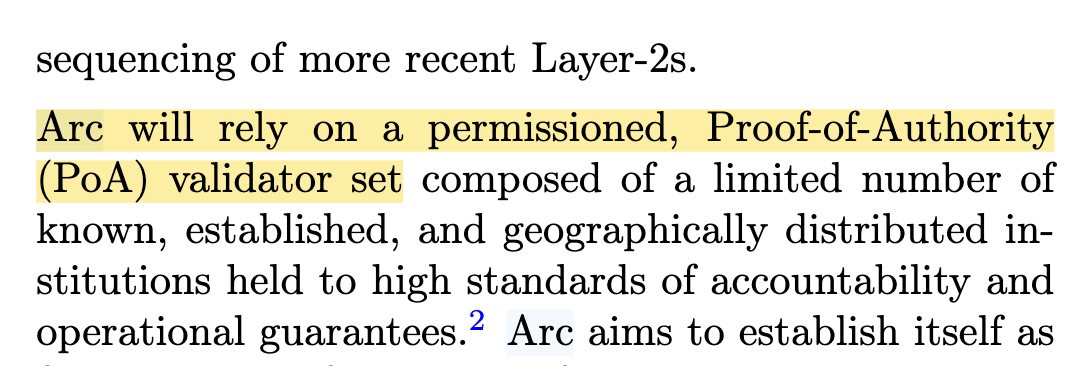 sequencing of more recent Layer-2s.
Arc will rely on a permissioned, Proof-of-Authority
(PoA) validator set composed of a limited number of
known, established, and geographically distributed in-
stitutions held to high standards of accountability and
operational guarantees.2 Arc aims to establish itself as